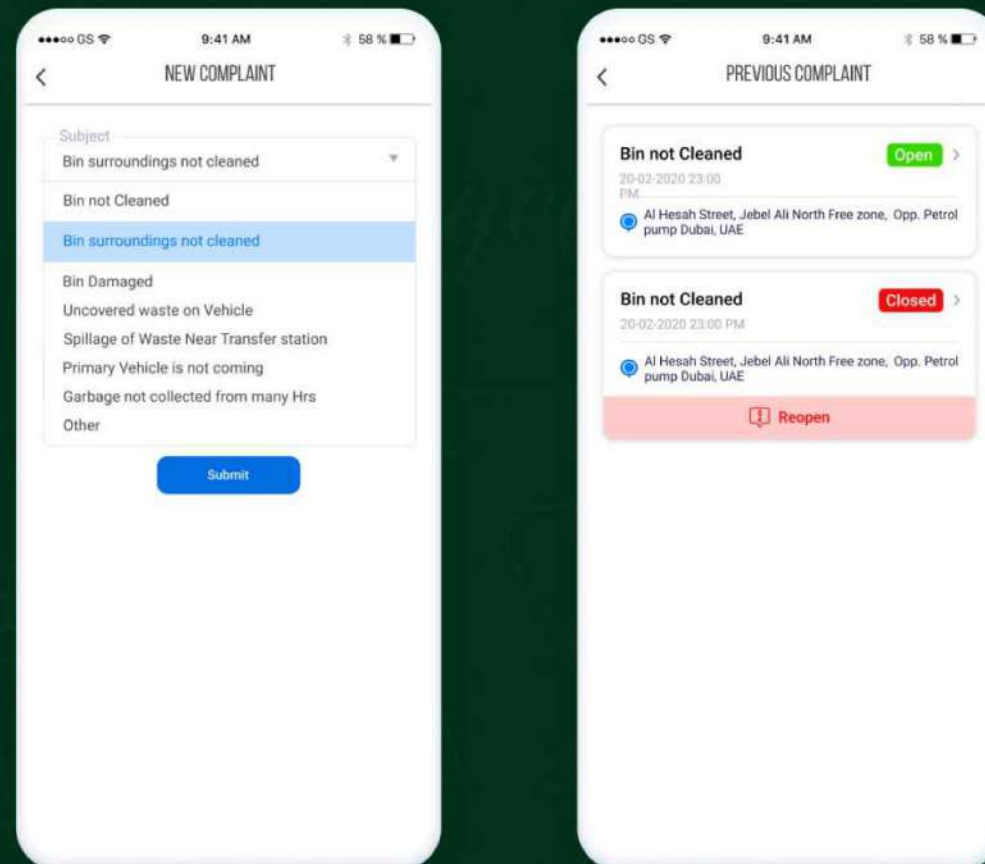 GS 9:41 AM 58 %
NEW COMPLAINT
Subject
Bin surroundings not cleaned
Bin not Cleaned
Bin surroundings not cleaned
Bin Damaged
Uncovered waste on Vehicle
Spillage of Waste Near Transfer station
Primary Vehicle is not coming
Garbage not collected from many Hrs
Other
Submit
GS 9:41 AM 58 %
PREVIOUS COMPLAINT
Bin not Cleaned Open
20-02-2020 23:00
PM
Al Hesah Street, Jebel Ali North Free zone, Opp. Petrol
pump Dubai, UAE
Bin not Cleaned Closed
20-02-2020 23:00 PM
Al Hesah Street, Jebel Ali North Free zone, Opp. Petrol
pump Dubai, UAE
Reopen